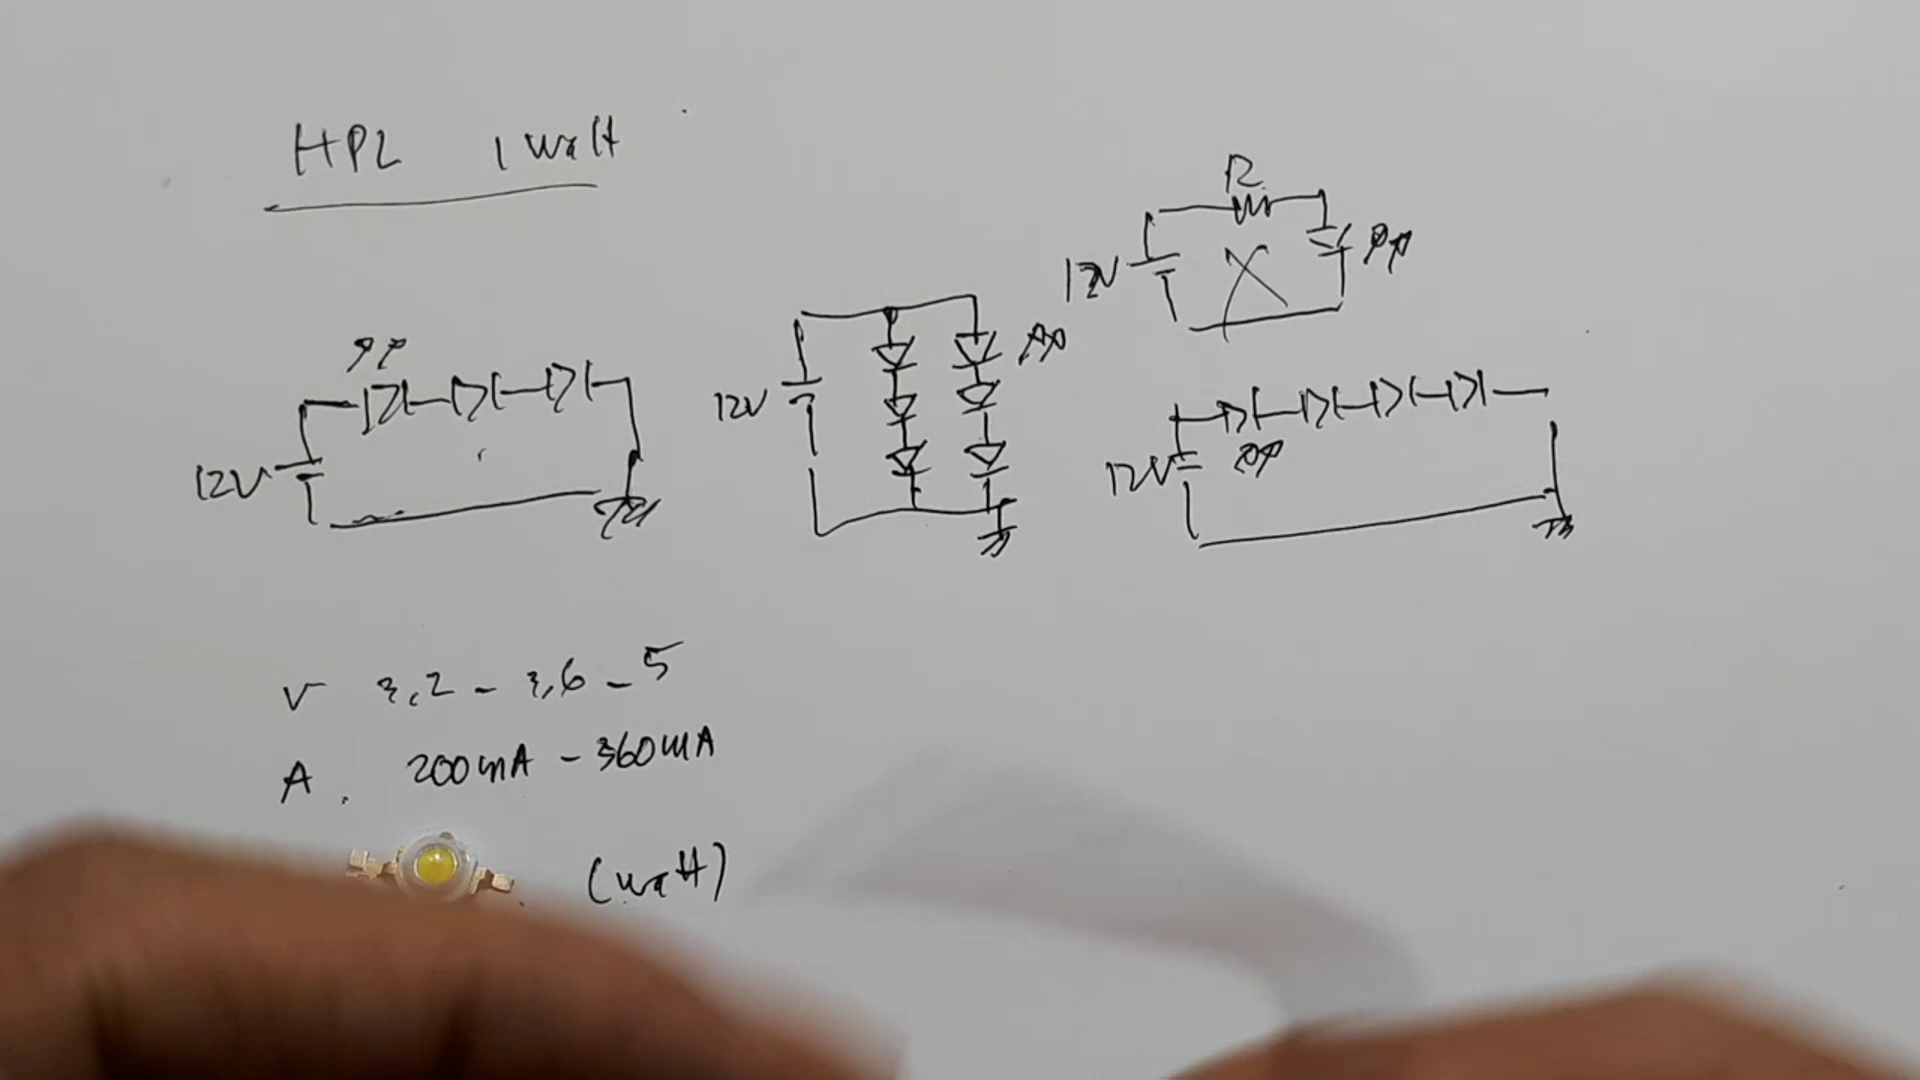 HPL 1 watt
R
12V
12V
12V
12V
V 3,2 - 3,6 - 5
A. 200mA - 360mA
(watt)